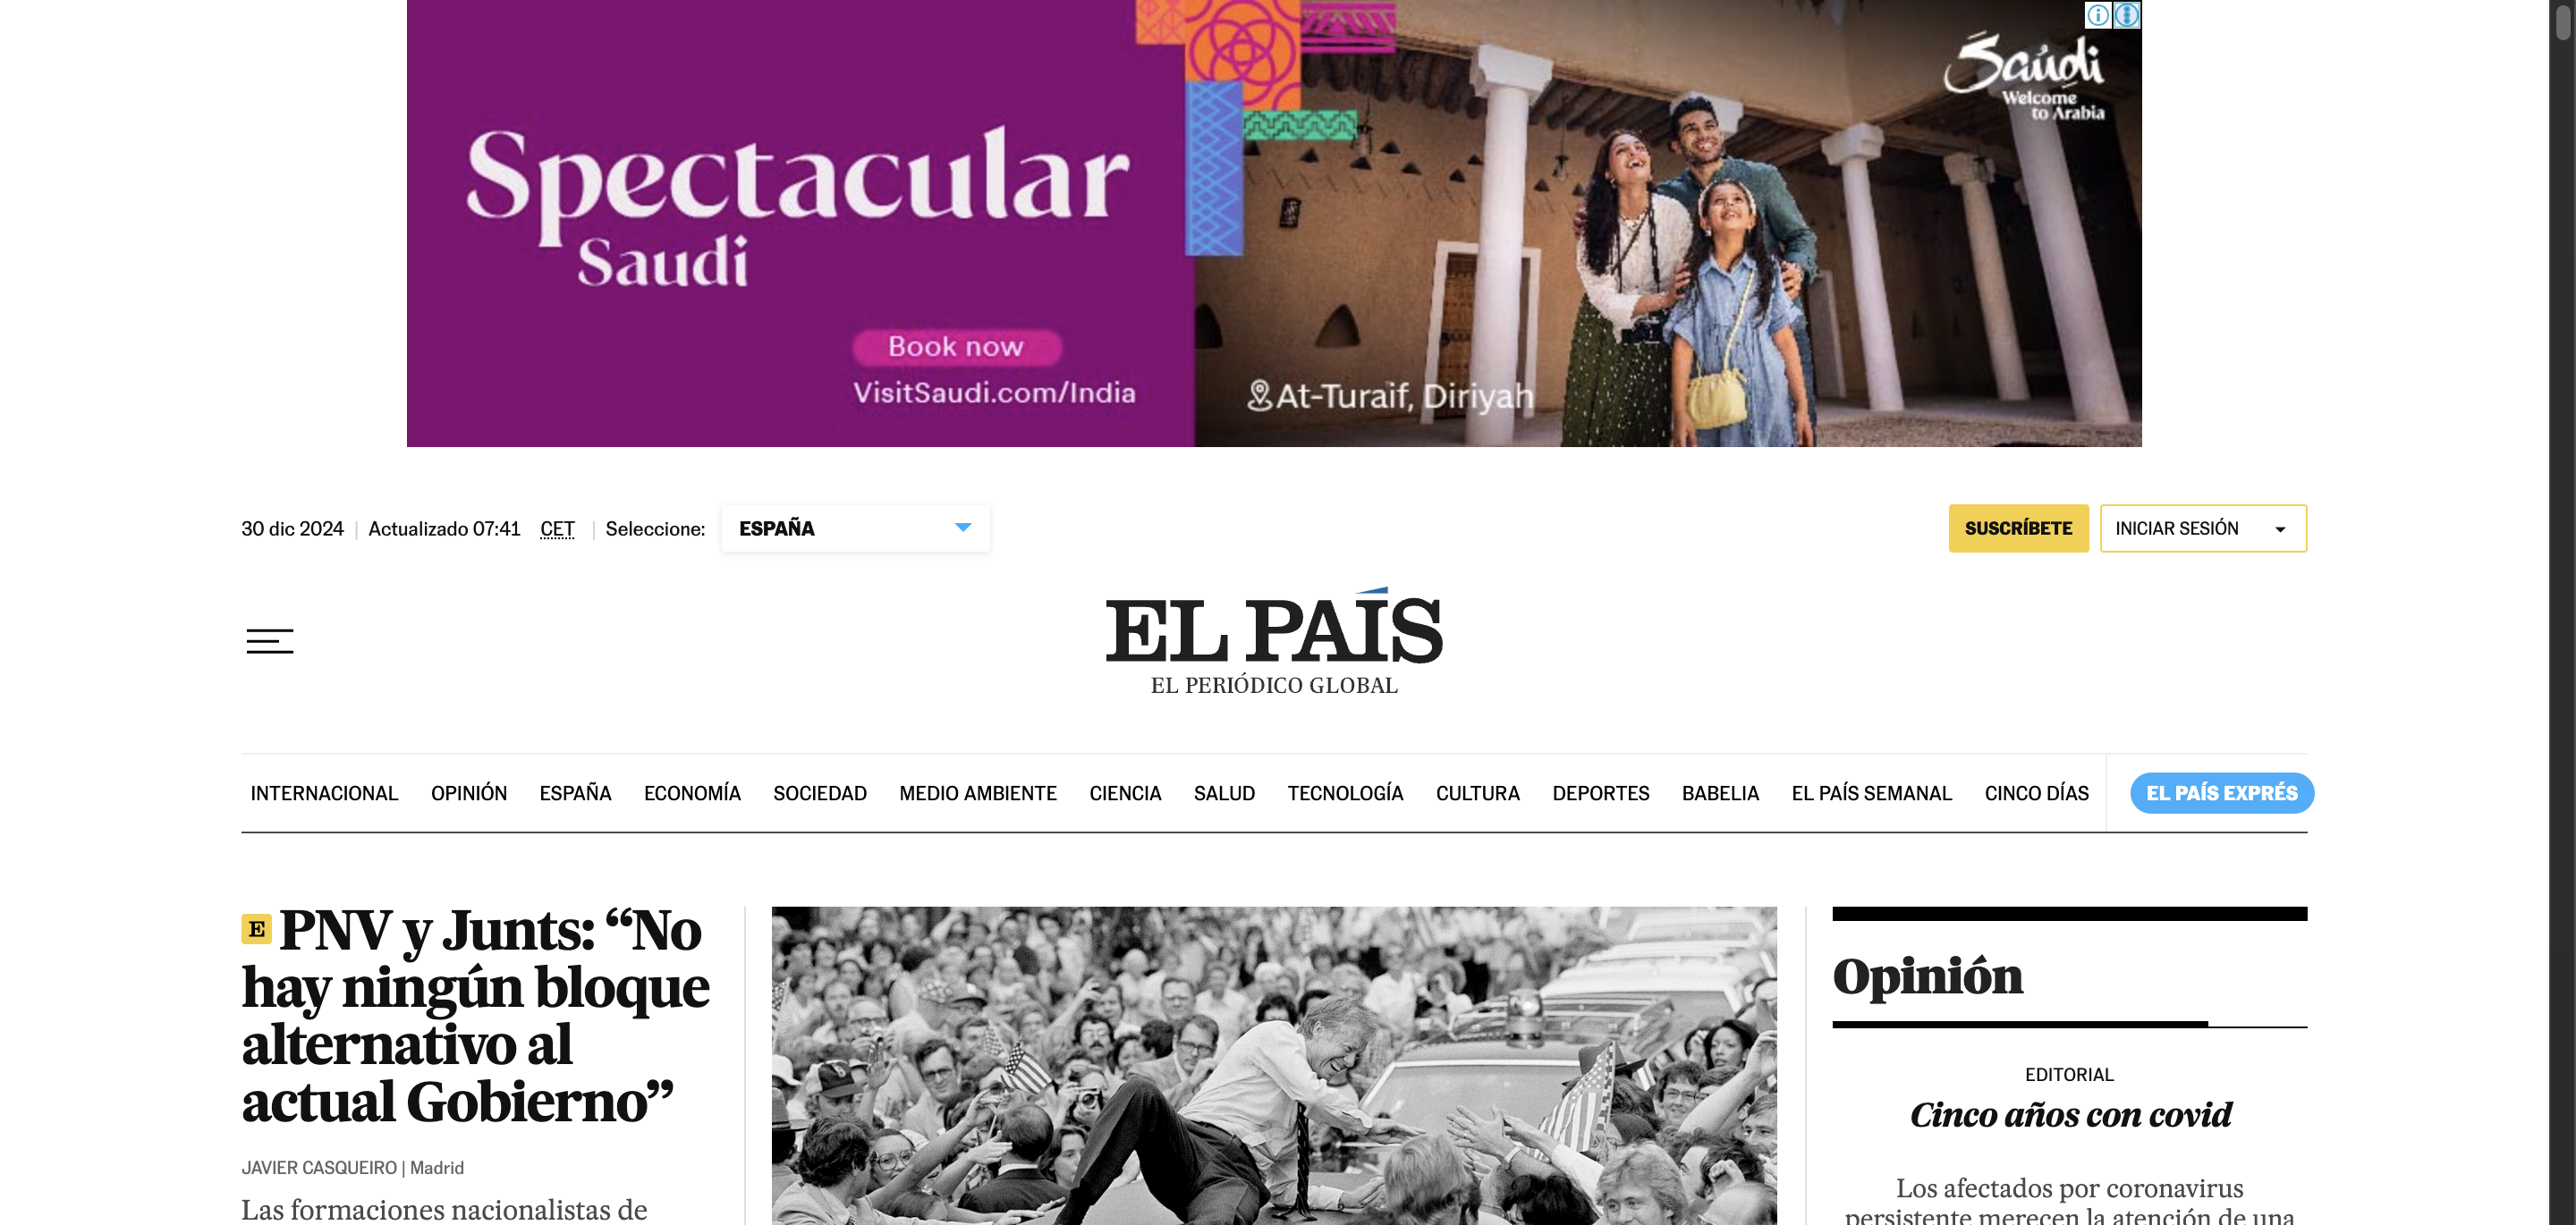 Spectacular
Saudi
Book now
VisitSaudi.com/India
At-Turaif, Diriyah
Saudi
Welcome
to Arabia
30 dic 2024 | Actualizado 07:41 CET | Seleccione: ESPAÑA
SUSCRÍBETE
INICIAR SESIÓN
EL PAÍS
EL PERIÓDICO GLOBAL
INTERNACIONAL OPINIÓN ESPAÑA ECONOMÍA SOCIEDAD MEDIO AMBIENTE CIENCIA SALUD TECNOLOGÍA CULTURA DEPORTES BABELIA EL PAÍS SEMANAL CINCO DÍAS EL PAÍS EXPRÉS
E PNV y Junts: “No
hay ningún bloque
alternativo al
actual Gobierno”
JAVIER CASQUEIRO | Madrid
Las formaciones nacionalistas de
Opinión
EDITORIAL
Cinco años con covid
Los afectados por coronavirus
persistente merecen la atención de una